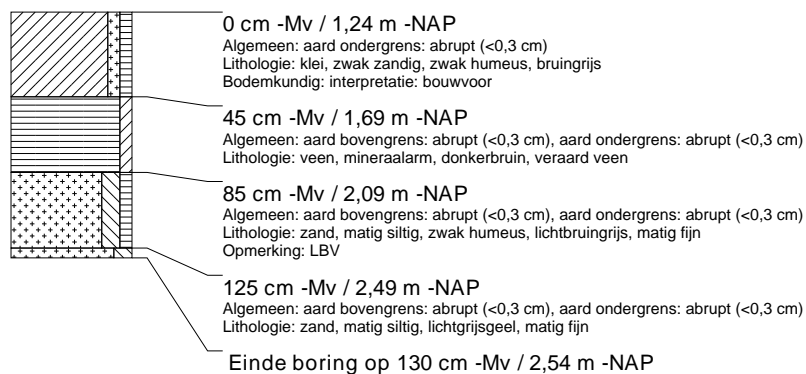 0 cm -Mv / 1,24 m -NAP
Algemeen: aard ondergrens: abrupt (<0,3 cm)
Lithologie: klei, zwak zandig, zwak humeus, bruingrijs
Bodemkundig: interpretatie: bouwvoor
45 cm -Mv / 1,69 m -NAP
Algemeen: aard bovengrens: abrupt (<0,3 cm), aard ondergrens: abrupt (<0,3 cm)
Lithologie: veen, mineraalarm, donkerbruin, veraard veen
85 cm -Mv / 2,09 m -NAP
Algemeen: aard bovengrens: abrupt (<0,3 cm), aard ondergrens: abrupt (<0,3 cm)
Lithologie: zand, matig siltig, zwak humeus, lichtbruingrijs, matig fijn
Opmerking: LBV
125 cm -Mv / 2,49 m -NAP
Algemeen: aard bovengrens: abrupt (<0,3 cm), aard ondergrens: abrupt (<0,3 cm)
Lithologie: zand, matig siltig, lichtgrijsgeel, matig fijn
Einde boring op 130 cm -Mv / 2,54 m -NAP